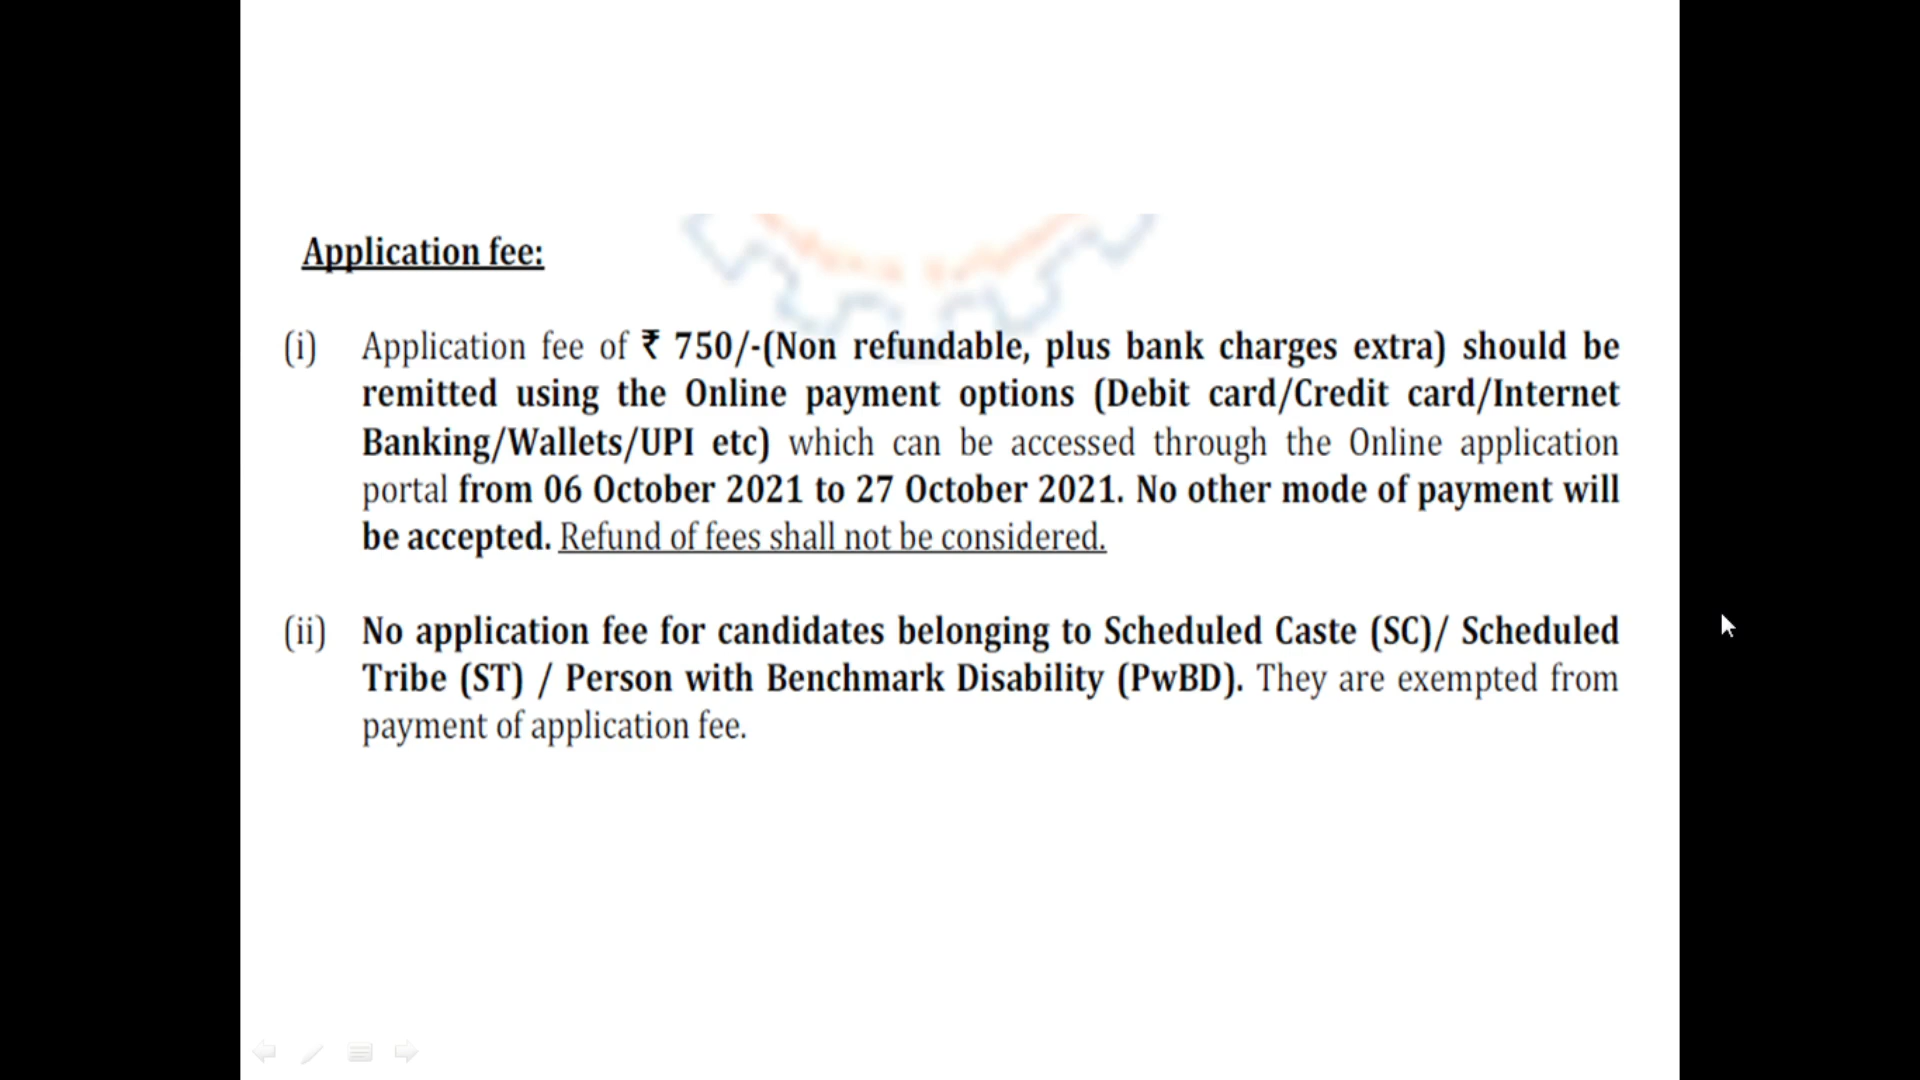 Application fee:
(i) Application fee of ₹ 750/-(Non refundable, plus bank charges extra) should be
remitted using the Online payment options (Debit card/Credit card/Internet
Banking/Wallets/UPI etc) which can be accessed through the Online application
portal from 06 October 2021 to 27 October 2021. No other mode of payment will
be accepted. Refund of fees shall not be considered.
(ii) No application fee for candidates belonging to Scheduled Caste (SC)/ Scheduled
Tribe (ST) / Person with Benchmark Disability (PwBD). They are exempted from
payment of application fee.